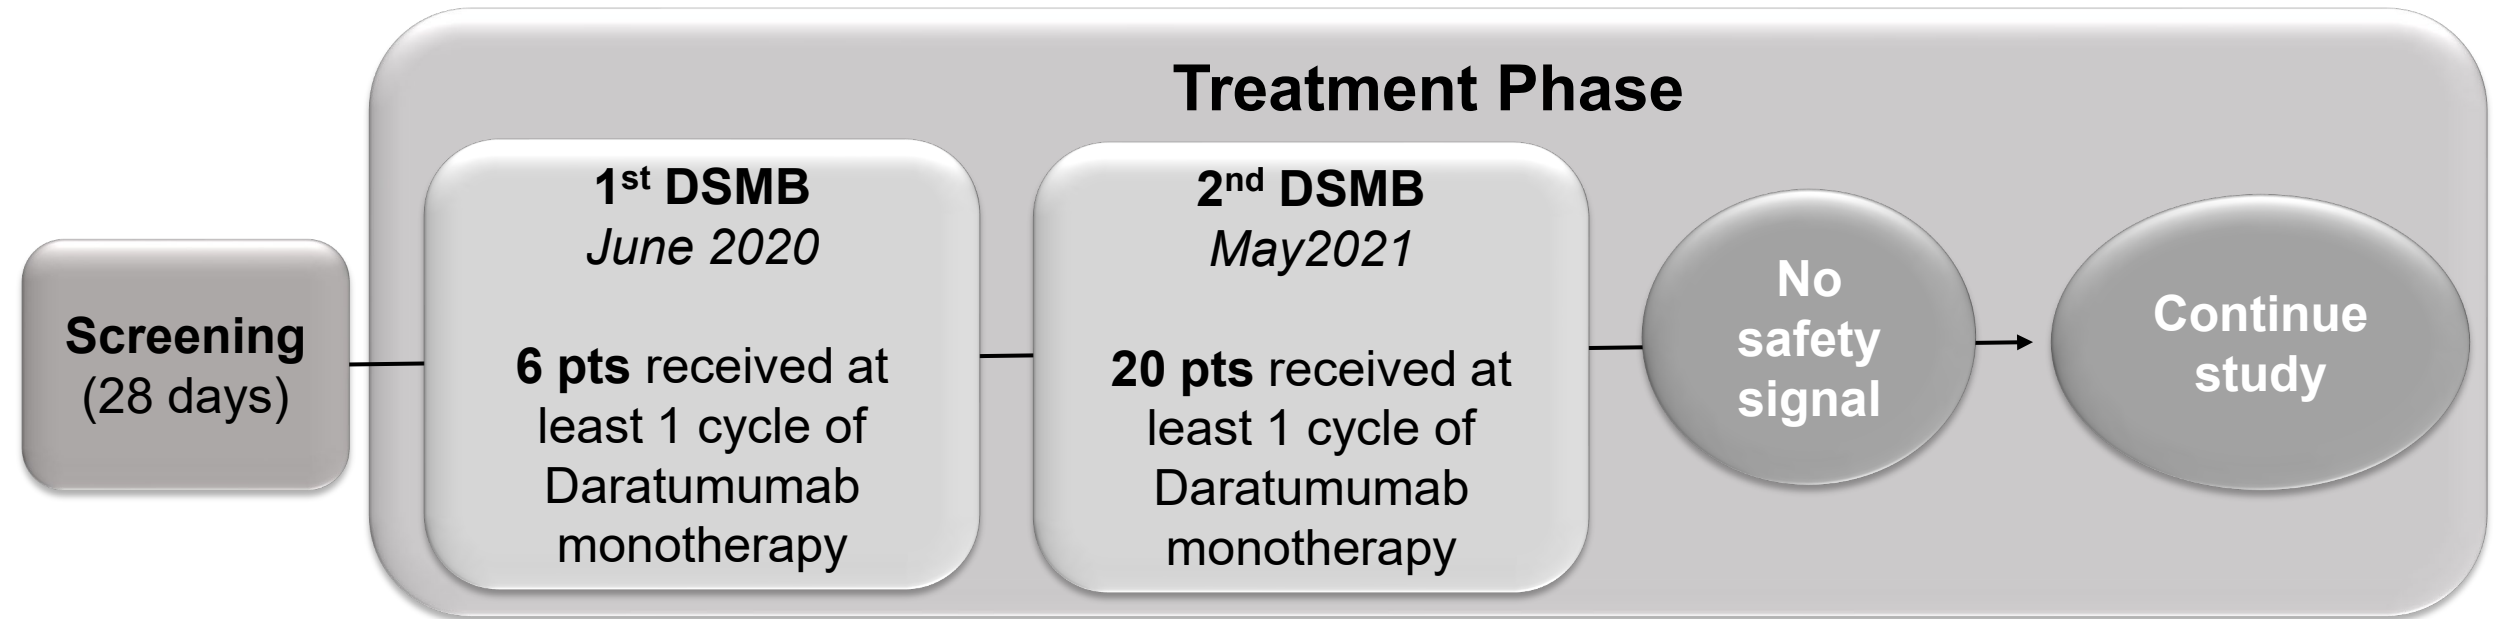 Treatment Phase
Screening
(28 days)
1st DSMB
June 2020
6 pts received at
least 1 cycle of
Daratumumab
monotherapy
2nd DSMB
May2021
20 pts received at
least 1 cycle of
Daratumumab
monotherapy
No
safety
signal
Continue
study